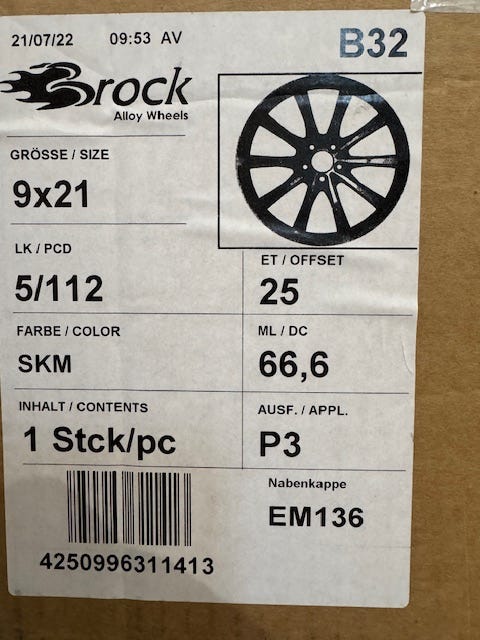 21/07/22 09:53 AV
B32
Brock
Alloy Wheels
GRÖSSE / SIZE
9x21
LK / PCD
5/112
ET / OFFSET
25
FARBE / COLOR
SKM
ML / DC
66,6
INHALT / CONTENTS
1 Stck/pc
AUSF. / APPL.
P3
Nabenkappe
EM136
4250996311413